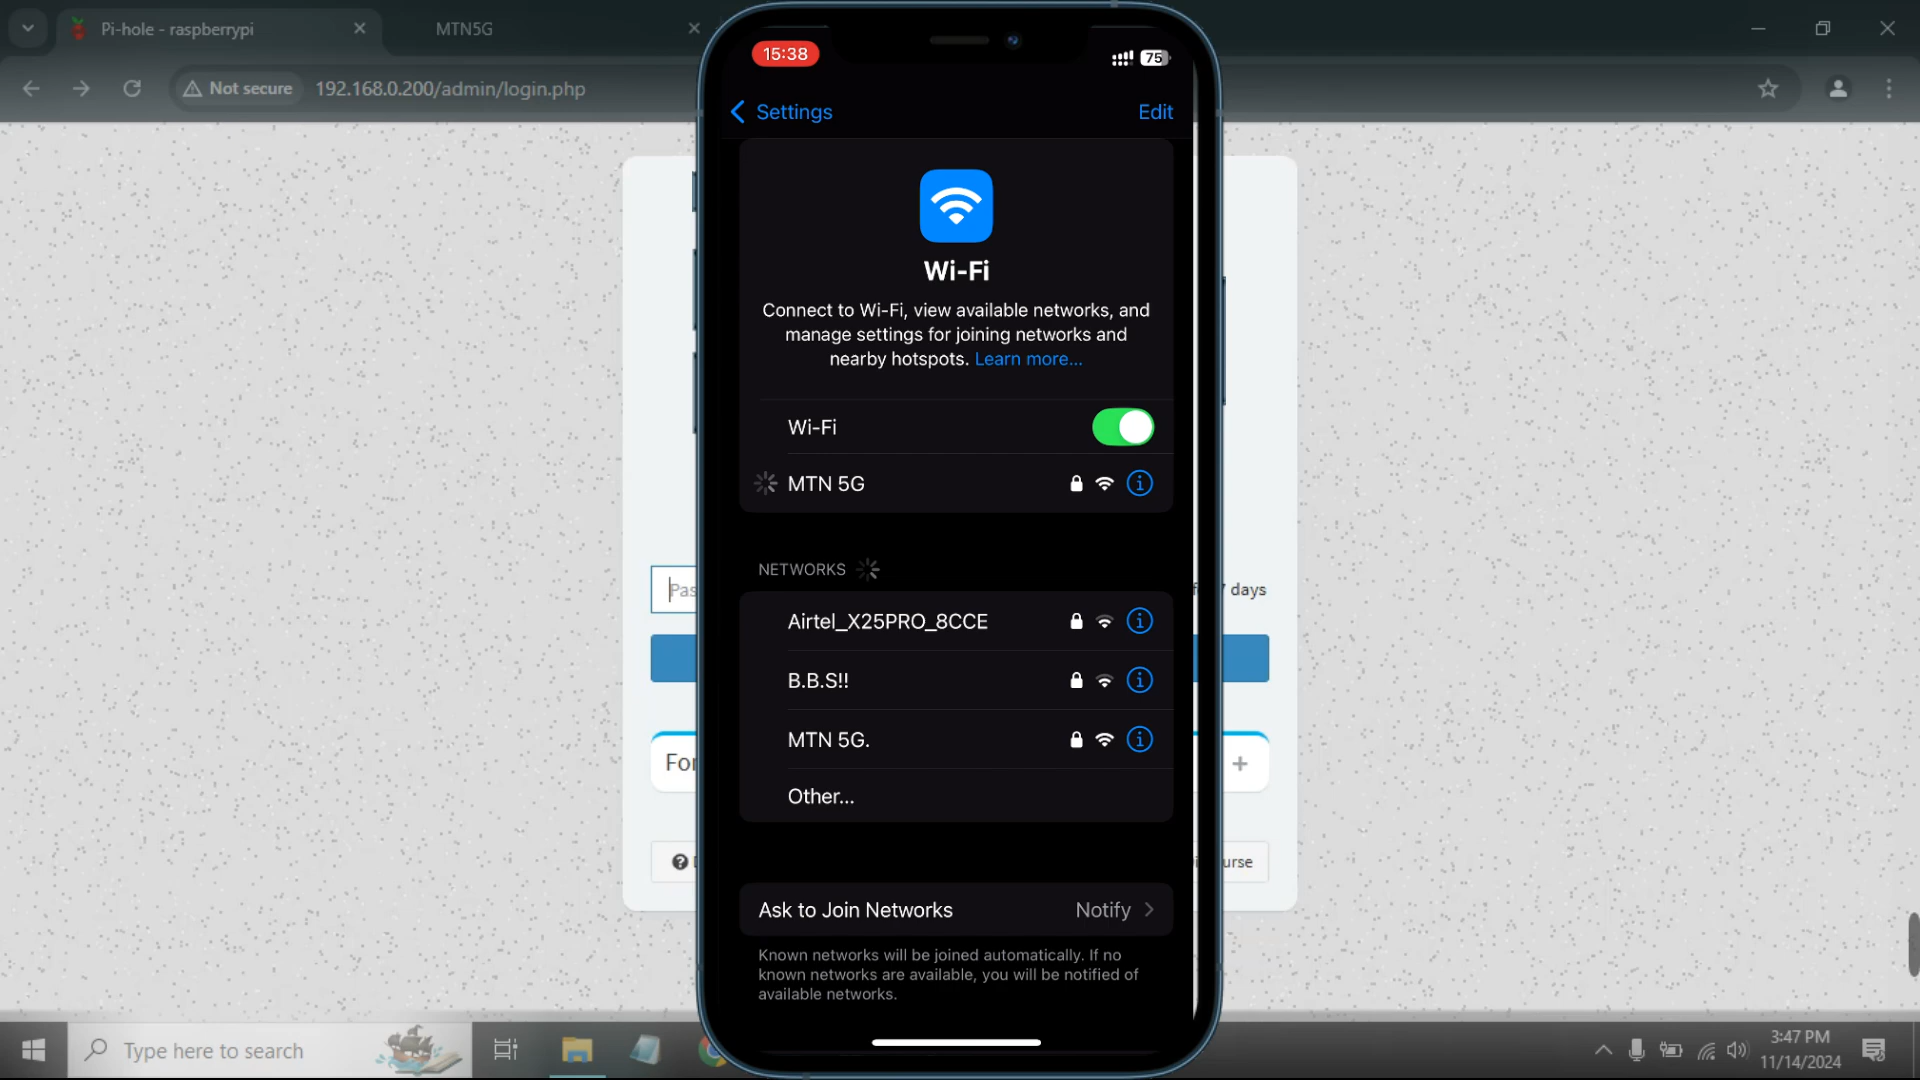 Pi-hole - raspberrypi
MTN5G
Not secure
192.168.0.200/admin/login.php
15:38
75
Settings
Edit
Wi-Fi
Connect to Wi-Fi, view available networks, and
manage settings for joining networks and
nearby hotspots. Learn more...
Wi-Fi
MTN 5G
NETWORKS
Airtel_X25PRO_8CCE
B.B.S!!
MTN 5G.
Other...
Ask to Join Networks
Notify
Known networks will be joined automatically. If no
known networks are available, you will be notified of
available networks.
Pas
7 days
For
urse
Type here to search
3:47 PM
11/14/2024